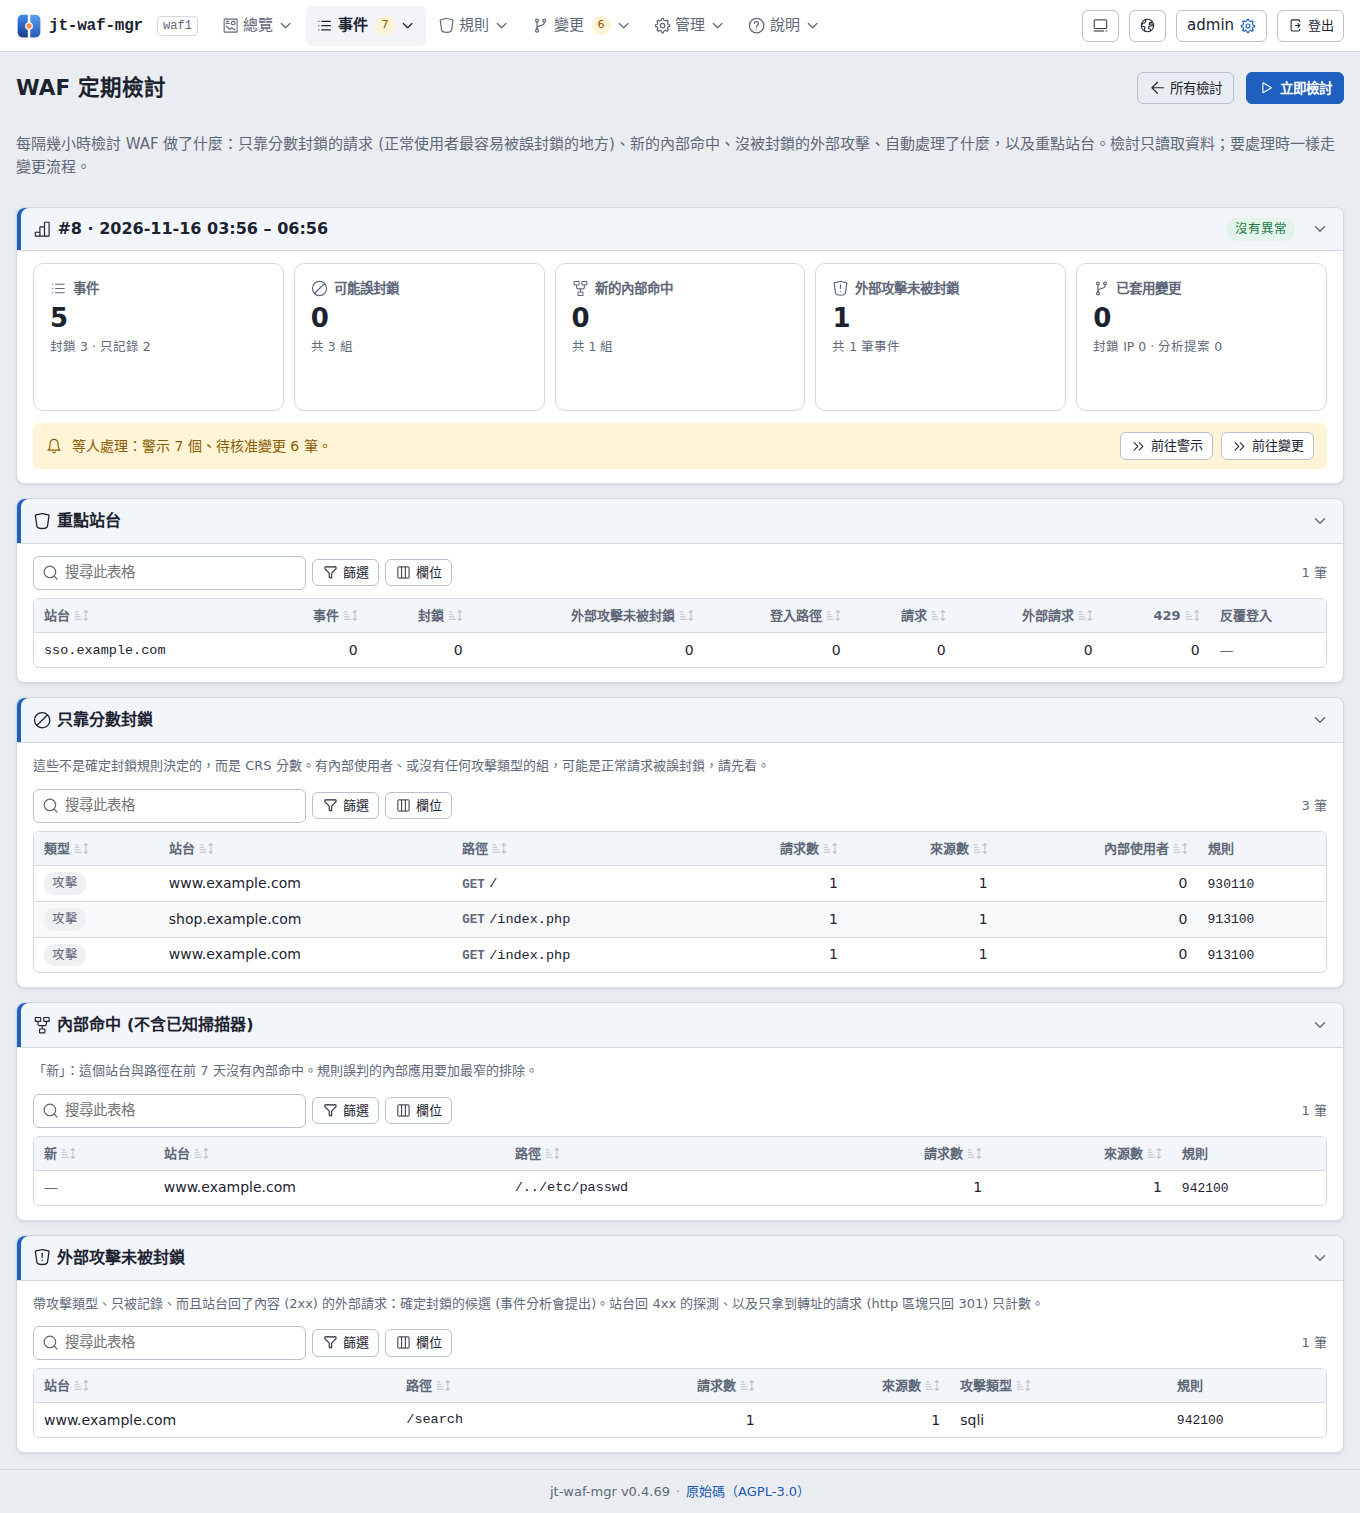 jt-waf-mgr waf1 總覽 事件 7 規則 變更 6 管理 說明 admin 登出
WAF 定期檢討 所有檢討 立即檢討
每隔幾小時檢討 WAF 做了什麼：只靠分數封鎖的請求 (正常使用者最容易被誤封鎖的地方)、新的內部命中、沒被封鎖的外部攻擊、自動處理了什麼，以及重點站台。檢討只讀取資料；要處理時一樣走
變更流程。
#8 · 2026-11-16 03:56 – 06:56 沒有異常
事件 可能誤封鎖 新的內部命中 外部攻擊未被封鎖 已套用變更
5 0 0 1 0
封鎖 3 · 只記錄 2 共 3 組 共 1 組 共 1 筆事件 封鎖 IP 0 · 分析提案 0
等人處理：警示 7 個、待核准變更 6 筆。 前往警示 前往變更
重點站台
搜尋此表格 篩選 欄位 1 筆
站台 事件 封鎖 外部攻擊未被封鎖 登入路徑 請求 外部請求 429 反覆登入
sso.example.com 0 0 0 0 0 0 0 —
只靠分數封鎖
這些不是確定封鎖規則決定的，而是 CRS 分數。有內部使用者、或沒有任何攻擊類型的組，可能是正常請求被誤封鎖，請先看。
搜尋此表格 篩選 欄位 3 筆
類型 站台 路徑 請求數 來源數 內部使用者 規則
攻擊 www.example.com GET / 1 1 0 930110
攻擊 shop.example.com GET /index.php 1 1 0 913100
攻擊 www.example.com GET /index.php 1 1 0 913100
內部命中 (不含已知掃描器)
「新」：這個站台與路徑在前 7 天沒有內部命中。規則誤判的內部應用要加最窄的排除。
搜尋此表格 篩選 欄位 1 筆
新 站台 路徑 請求數 來源數 規則
— www.example.com /../etc/passwd 1 1 942100
外部攻擊未被封鎖
帶攻擊類型、只被記錄、而且站台回了內容 (2xx) 的外部請求：確定封鎖的候選 (事件分析會提出)。站台回 4xx 的探測、以及只拿到轉址的請求 (http 區塊只回 301) 只計數。
搜尋此表格 篩選 欄位 1 筆
站台 路徑 請求數 來源數 攻擊類型 規則
www.example.com /search 1 1 sqli 942100
jt-waf-mgr v0.4.69 · 原始碼（AGPL-3.0）